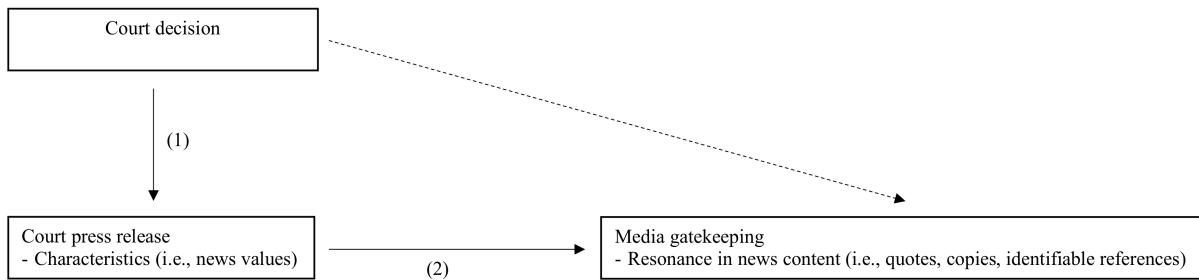 Court decision
(1)
Court press release
- Characteristics (i.e., news values)
(2)
Media gatekeeping
- Resonance in news content (i.e., quotes, copies, identifiable references)